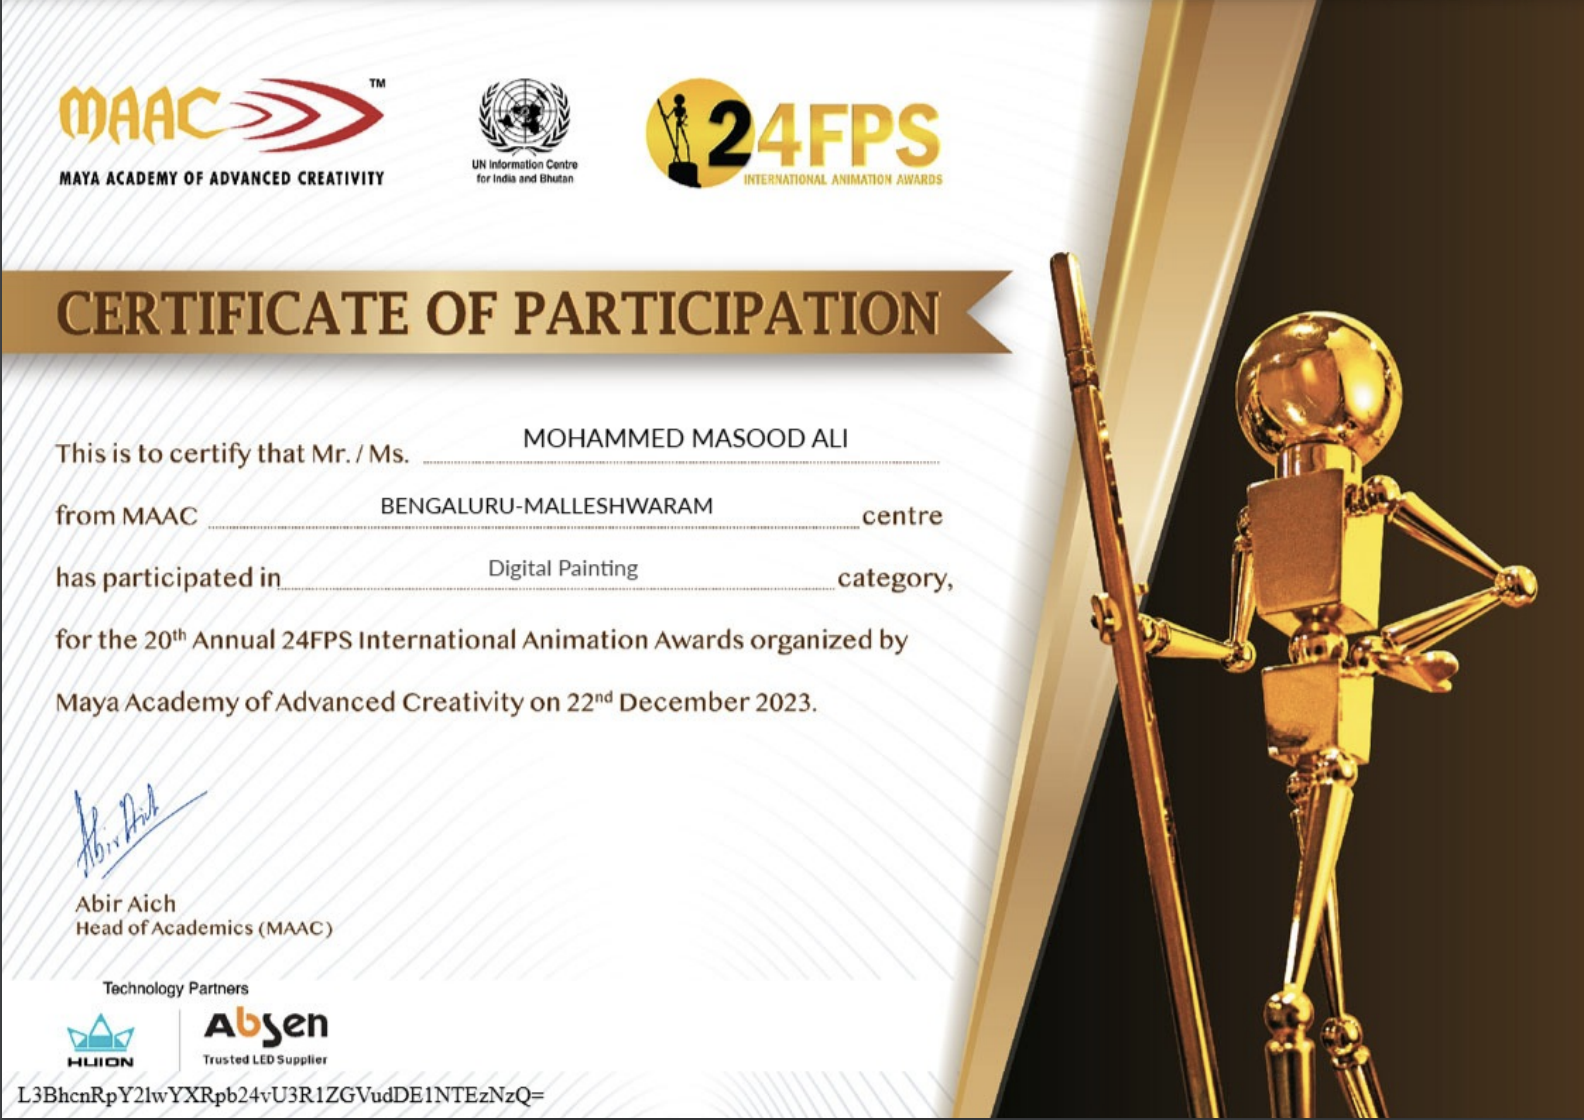 MAAC TM
MAYA ACADEMY OF ADVANCED CREATIVITY
UN Information Centre
for India and Bhutan
24FPS
INTERNATIONAL ANIMATION AWARDS
CERTIFICATE OF PARTICIPATION
This is to certify that Mr. / Ms. MOHAMMED MASOOD ALI
from MAAC BENGALURU-MALLESHWARAM centre
has participated in Digital Painting category,
for the 20th Annual 24FPS International Animation Awards organized by
Maya Academy of Advanced Creativity on 22nd December 2023.
Abir Aich
Abir Aich
Head of Academics (MAAC)
Technology Partners
HUION
Absen
Trusted LED Supplier
L3BhcnRpY2lwYXRpb24vU3R1ZGVudDE1NTEzNzQ=